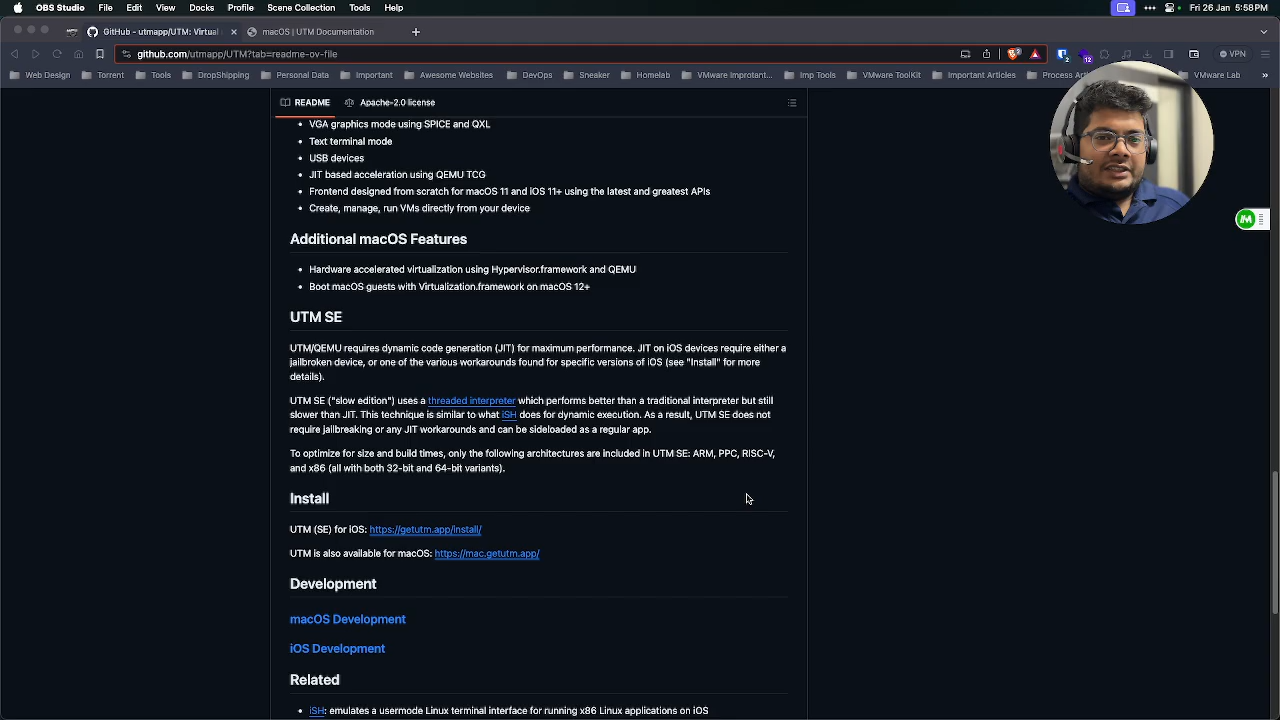 OBS Studio File Edit View Docks Profile Scene Collection Tools Help
Fri 26 Jan 5:58 PM
GitHub - utmapp/UTM: Virtual
macOS | UTM Documentation
github.com/utmapp/UTM?tab=readme-ov-file
2
2
12
VPN
Web Design Torrent Tools DropShipping Personal Data Important Awesome Websites DevOps Sneaker Homelab VMware Improtant... Imp Tools VMware ToolKit Important Articles VMware Lab
README Apache-2.0 license
• VGA graphics mode using SPICE and QXL
• Text terminal mode
• USB devices
• JIT based acceleration using QEMU TCG
• Frontend designed from scratch for macOS 11 and iOS 11+ using the latest and greatest APIs
• Create, manage, run VMs directly from your device
Additional macOS Features
• Hardware accelerated virtualization using Hypervisor.framework and QEMU
• Boot macOS guests with Virtualization.framework on macOS 12+
UTM SE
UTM/QEMU requires dynamic code generation (JIT) for maximum performance. JIT on iOS devices require either a
jailbroken device, or one of the various workarounds found for specific versions of iOS (see "Install" for more
details).
UTM SE ("slow edition") uses a threaded interpreter which performs better than a traditional interpreter but still
slower than JIT. This technique is similar to what iSH does for dynamic execution. As a result, UTM SE does not
require jailbreaking or any JIT workarounds and can be sideloaded as a regular app.
To optimize for size and build times, only the following architectures are included in UTM SE: ARM, PPC, RISC-V,
and x86 (all with both 32-bit and 64-bit variants).
Install
UTM (SE) for iOS: https://getutm.app/install/
UTM is also available for macOS: https://mac.getutm.app/
Development
macOS Development
iOS Development
Related
• iSH: emulates a usermode Linux terminal interface for running x86 Linux applications on iOS